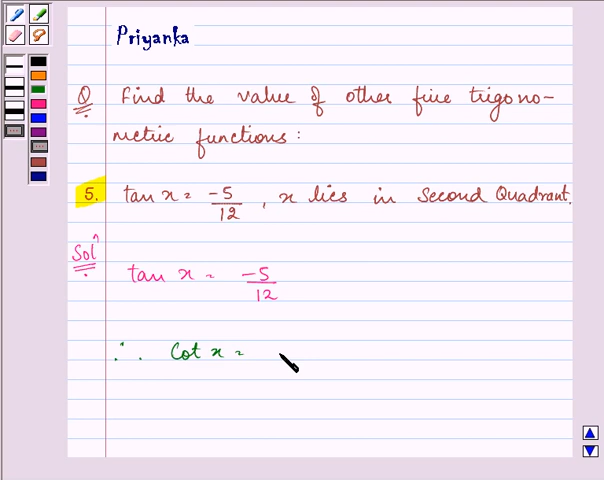 Priyanka
Q Find the value of other five trigono-
metric functions:
5. tan x = -5/12, x lies in Second Quadrant.
Solⁿ
tan x = -5/12
∴ Cot x =